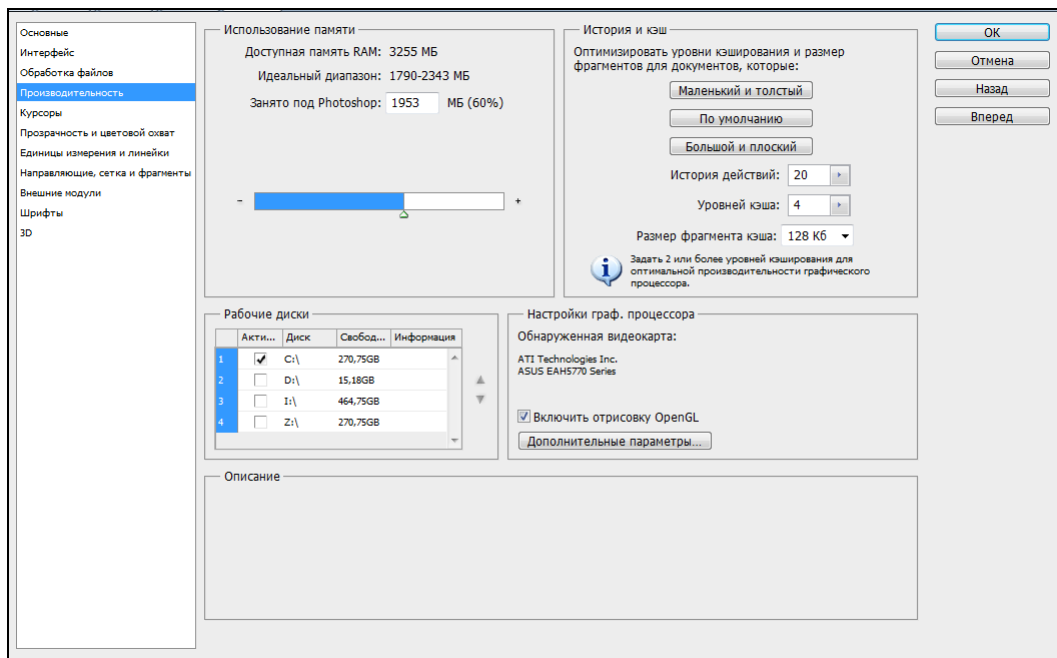 Основные
Интерфейс
Обработка файлов
Производительность
Курсоры
Прозрачность и цветовой охват
Единицы измерения и линейки
Направляющие, сетка и фрагменты
Внешние модули
Шрифты
3D
Использование памяти
Доступная память RAM: 3255 МБ
Идеальный диапазон: 1790-2343 МБ
Занято под Photoshop: 1953 МБ (60%)
- +
История и кэш
Оптимизировать уровни кэширования и размер
фрагментов для документов, которые:
Маленький и толстый
По умолчанию
Большой и плоский
История действий: 20
Уровней кэша: 4
Размер фрагмента кэша: 128 Кб
Задать 2 или более уровней кэширования для
оптимальной производительности графического
процессора.
Рабочие диски
Акти... Диск Свобод... Информация
1 C:\ 270,75GB
2 D:\ 15,18GB
3 I:\ 464,75GB
4 Z:\ 270,75GB
Настройки граф. процессора
Обнаруженная видеокарта:
ATI Technologies Inc.
ASUS EAH5770 Series
Включить отрисовку OpenGL
Дополнительные параметры...
Описание
ОК
Отмена
Назад
Вперед